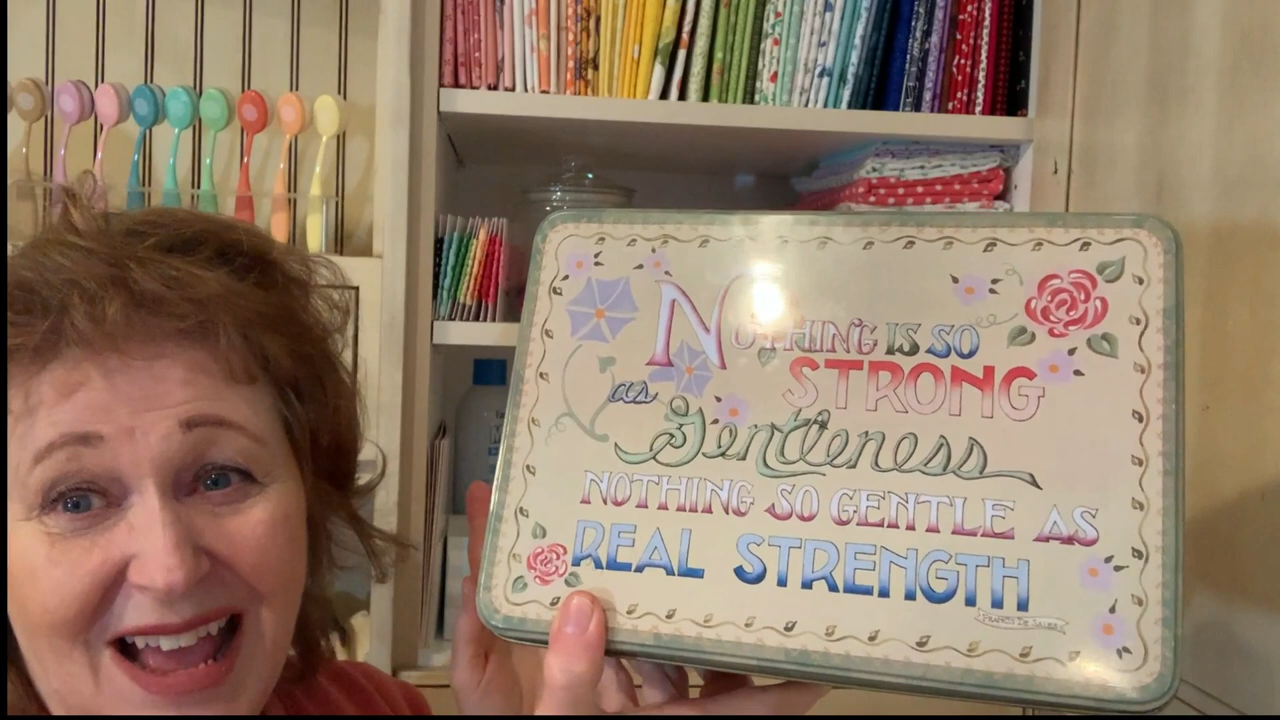 NOTHING IS SO
STRONG
as
Gentleness
NOTHING SO GENTLE AS
REAL STRENGTH
FRANCIS DE SALES